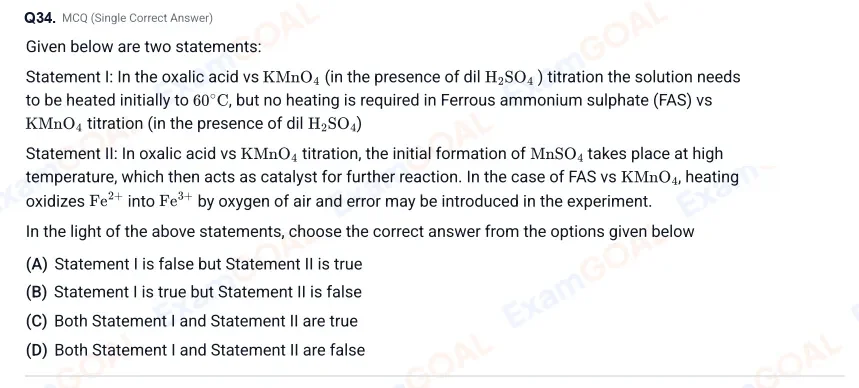 Q34. MCQ (Single Correct Answer)
Given below are two statements:
Statement I: In the oxalic acid vs KMnO₄ (in the presence of dil H₂SO₄ ) titration the solution needs
to be heated initially to 60°C, but no heating is required in Ferrous ammonium sulphate (FAS) vs
KMnO₄ titration (in the presence of dil H₂SO₄)
Statement II: In oxalic acid vs KMnO₄ titration, the initial formation of MnSO₄ takes place at high
temperature, which then acts as catalyst for further reaction. In the case of FAS vs KMnO₄, heating
oxidizes Fe²⁺ into Fe³⁺ by oxygen of air and error may be introduced in the experiment.
In the light of the above statements, choose the correct answer from the options given below
(A) Statement I is false but Statement II is true
(B) Statement I is true but Statement II is false
(C) Both Statement I and Statement II are true
(D) Both Statement I and Statement II are false
ExamGOAL